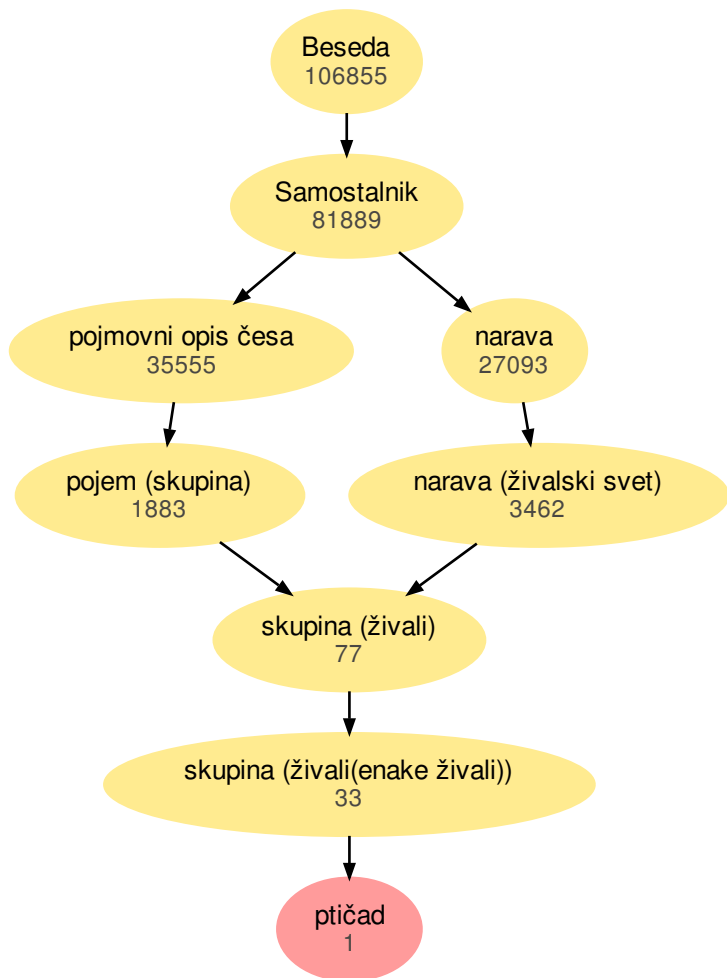 Beseda
106855
Samostalnik
81889
pojmovni opis česa
35555
narava
27093
pojem (skupina)
1883
narava (živalski svet)
3462
skupina (živali)
77
skupina (živali(enake živali))
33
ptičad
1